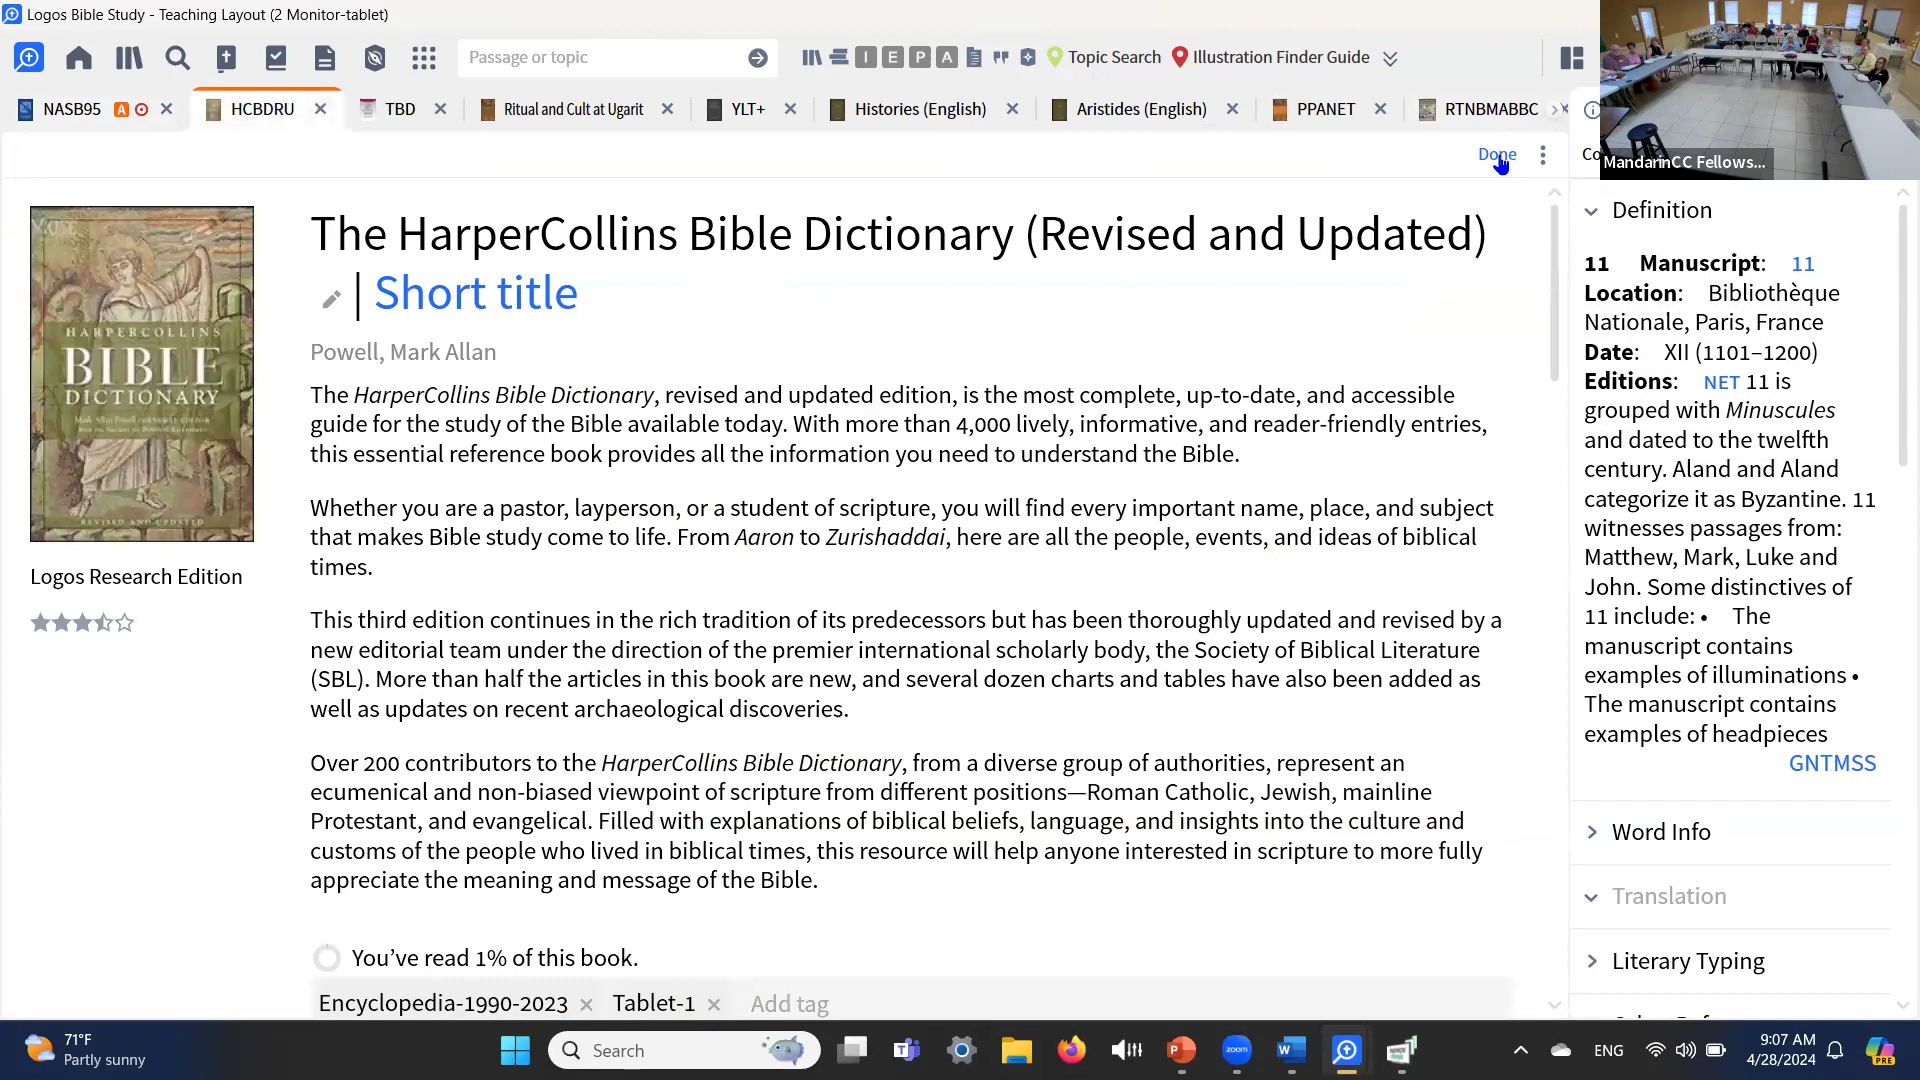 Logos Bible Study - Teaching Layout (2 Monitor-tablet)
Passage or topic
I E P A
Topic Search
Illustration Finder Guide
NASB95 A
HCBDRU
TBD
Ritual and Cult at Ugarit
YLT+
Histories (English)
Aristides (English)
PPANET
RTNBMABBC
MandarinCC Fellows...
Done
Co
The HarperCollins Bible Dictionary (Revised and Updated)
| Short title
Powell, Mark Allan
HARPERCOLLINS
BIBLE
DICTIONARY
REVISED AND UPDATED
Logos Research Edition
The HarperCollins Bible Dictionary, revised and updated edition, is the most complete, up-to-date, and accessible
guide for the study of the Bible available today. With more than 4,000 lively, informative, and reader-friendly entries,
this essential reference book provides all the information you need to understand the Bible.
Whether you are a pastor, layperson, or a student of scripture, you will find every important name, place, and subject
that makes Bible study come to life. From Aaron to Zurishaddai, here are all the people, events, and ideas of biblical
times.
This third edition continues in the rich tradition of its predecessors but has been thoroughly updated and revised by a
new editorial team under the direction of the premier international scholarly body, the Society of Biblical Literature
(SBL). More than half the articles in this book are new, and several dozen charts and tables have also been added as
well as updates on recent archaeological discoveries.
Over 200 contributors to the HarperCollins Bible Dictionary, from a diverse group of authorities, represent an
ecumenical and non-biased viewpoint of scripture from different positions—Roman Catholic, Jewish, mainline
Protestant, and evangelical. Filled with explanations of biblical beliefs, language, and insights into the culture and
customs of the people who lived in biblical times, this resource will help anyone interested in scripture to more fully
appreciate the meaning and message of the Bible.
You’ve read 1% of this book.
Encyclopedia-1990-2023 × Tablet-1 × Add tag
Definition
11 Manuscript: 11
Location: Bibliothèque
Nationale, Paris, France
Date: XII (1101–1200)
Editions: NET 11 is
grouped with Minuscules
and dated to the twelfth
century. Aland and Aland
categorize it as Byzantine. 11
witnesses passages from:
Matthew, Mark, Luke and
John. Some distinctives of
11 include: • The
manuscript contains
examples of illuminations •
The manuscript contains
examples of headpieces
GNTMSS
Word Info
Translation
Literary Typing
71°F
Partly sunny
Search
zoom
ENG
9:07 AM
4/28/2024
PRE